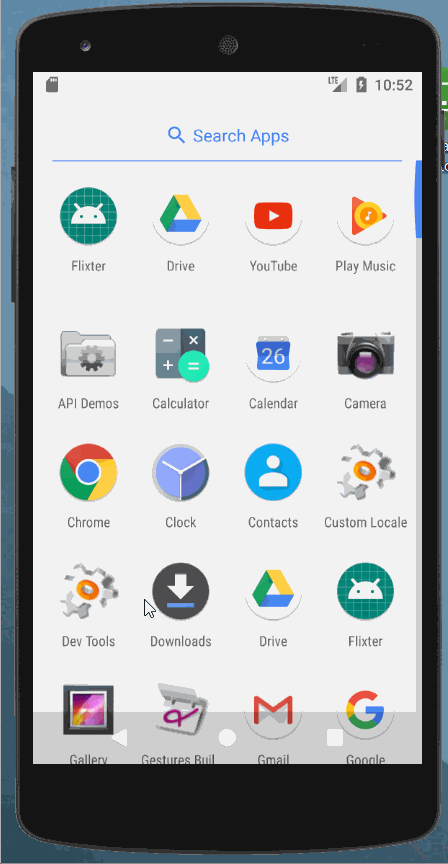 LTE 10:52
Search Apps
Flixter Drive YouTube Play Music
26
API Demos Calculator Calendar Camera
Chrome Clock Contacts Custom Locale
Dev Tools Downloads Drive Flixter
Gallery Gestures Buil Gmail Google